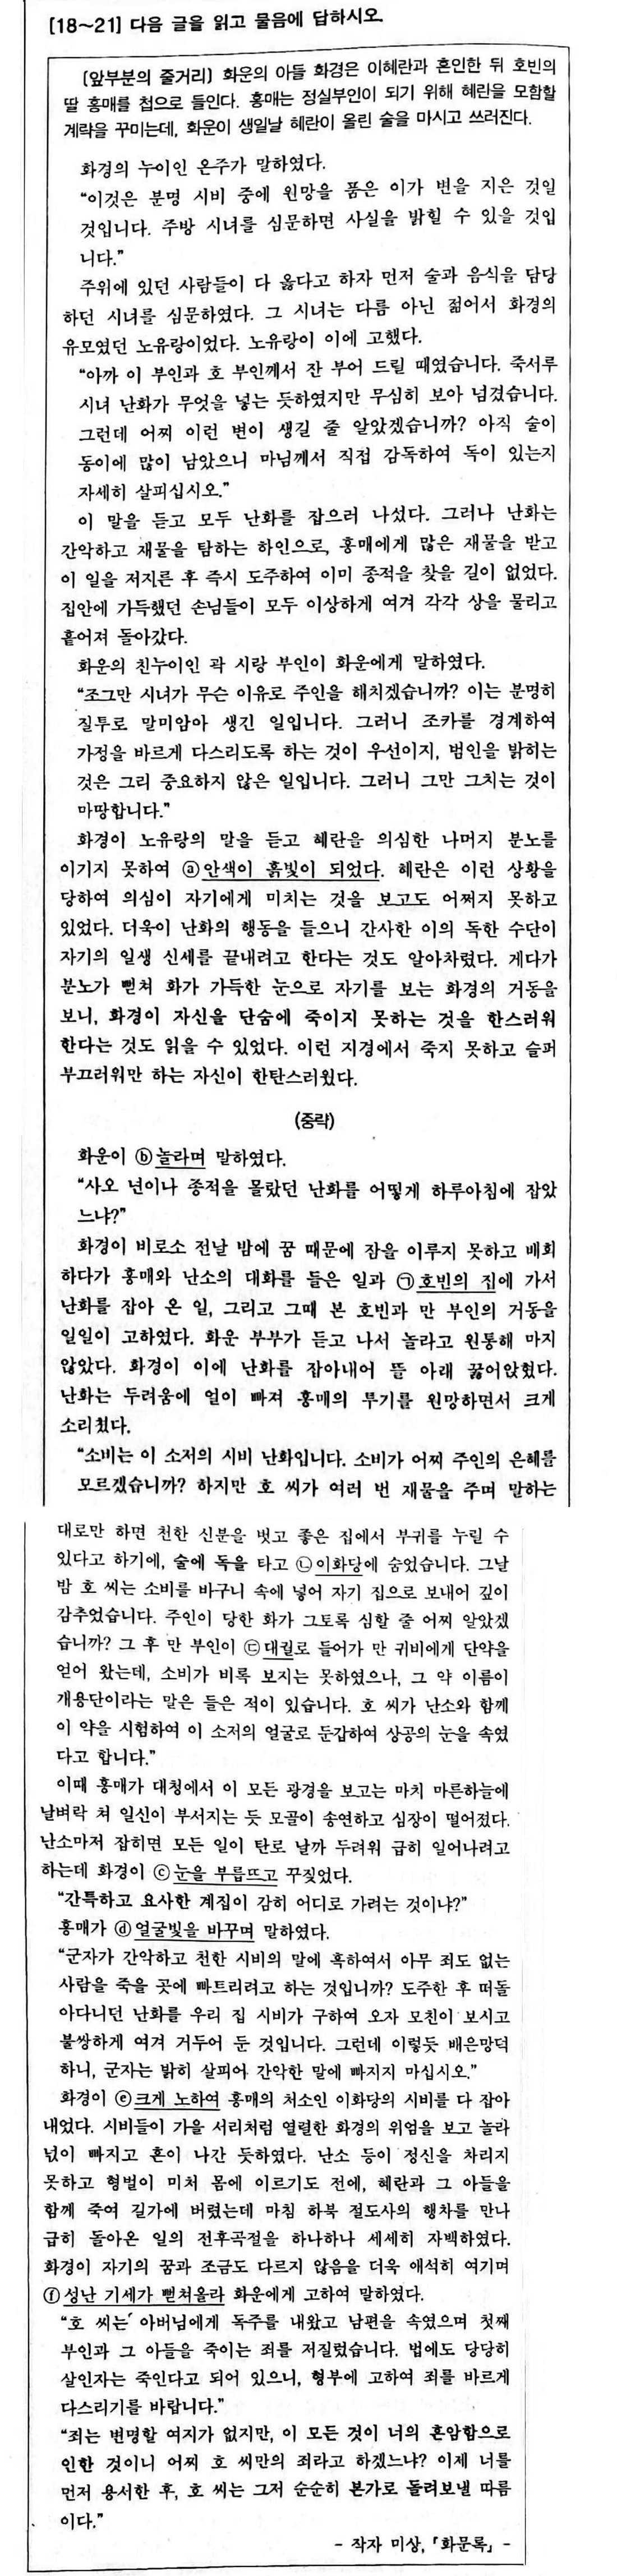 [18~21] 다음 글을 읽고 물음에 답하시오.
[앞부분의 줄거리] 화운의 아들 화경은 이혜란과 혼인한 뒤 호빈의
딸 홍매를 첩으로 들인다. 홍매는 정실부인이 되기 위해 혜란을 모함할
계략을 꾸미는데, 화운이 생일날 혜란이 올린 술을 마시고 쓰러진다.
화경의 누이인 온주가 말하였다.
“이것은 분명 시비 중에 원망을 품은 이가 변을 지은 것일
것입니다. 주방 시녀를 심문하면 사실을 밝힐 수 있을 것입
니다.”
주위에 있던 사람들이 다 옳다고 하자 먼저 술과 음식을 담당
하던 시녀를 심문하였다. 그 시녀는 다름 아닌 젊어서 화경의
유모였던 노유랑이었다. 노유랑이 이에 고했다.
“아까 이 부인과 호 부인께서 잔 부어 드릴 때였습니다. 죽서루
시녀 난화가 무엇을 넣는 듯하였지만 무심히 보아 넘겼습니다.
그런데 어찌 이런 변이 생길 줄 알았겠습니까? 아직 술이
동이에 많이 남았으니 마님께서 직접 감독하여 독이 있는지
자세히 살피십시오.”
이 말을 듣고 모두 난화를 잡으러 나섰다. 그러나 난화는
간악하고 재물을 탐하는 하인으로, 홍매에게 많은 재물을 받고
이 일을 저지른 후 즉시 도주하여 이미 종적을 찾을 길이 없었다.
집안에 가득했던 손님들이 모두 이상하게 여겨 각각 상을 물리고
흩어져 돌아갔다.
화운의 친누이인 곽 시랑 부인이 화운에게 말하였다.
“조그만 시녀가 무슨 이유로 주인을 해치겠습니까? 이는 분명히
질투로 말미암아 생긴 일입니다. 그러니 조카를 경계하여
가정을 바르게 다스리도록 하는 것이 우선이지, 범인을 밝히는
것은 그리 중요하지 않은 일입니다. 그러니 그만 그치는 것이
마땅합니다.”
화경이 노유랑의 말을 듣고 혜란을 의심한 나머지 분노를
이기지 못하여 ⓐ안색이 흙빛이 되었다. 혜란은 이런 상황을
당하여 의심이 자기에게 미치는 것을 보고도 어쩌지 못하고
있었다. 더욱이 난화의 행동을 들으니 간사한 이의 독한 수단이
자기의 일생 신세를 끝내려고 한다는 것도 알아차렸다. 게다가
분노가 뻗쳐 화가 가득한 눈으로 자기를 보는 화경의 거동을
보니, 화경이 자신을 단숨에 죽이지 못하는 것을 한스러워
한다는 것도 읽을 수 있었다. 이런 지경에서 죽지 못하고 슬퍼
부끄러워만 하는 자신이 한탄스러웠다.
(중략)
화운이 ⓑ놀라며 말하였다.
“사오 년이나 종적을 몰랐던 난화를 어떻게 하루아침에 잡았
느냐?”
화경이 비로소 전날 밤에 꿈 때문에 잠을 이루지 못하고 배회
하다가 홍매와 난소의 대화를 들은 일과 ㉠호빈의 집에 가서
난화를 잡아 온 일, 그리고 그때 본 호빈과 만 부인의 거동을
일일이 고하였다. 화운 부부가 듣고 나서 놀라고 원통해 마지
않았다. 화경이 이에 난화를 잡아내어 뜰 아래 꿇어앉혔다.
난화는 두려움에 얼이 빠져 홍매의 투기를 원망하면서 크게
소리쳤다.
“소비는 이 소저의 시비 난화입니다. 소비가 어찌 주인의 은혜를
모르겠습니까? 하지만 호 씨가 여러 번 재물을 주며 말하는
대로만 하면 천한 신분을 벗고 좋은 집에서 부귀를 누릴 수
있다고 하기에, 술에 독을 타고 ㉡이화당에 숨었습니다. 그날
밤 호 씨는 소비를 바구니 속에 넣어 자기 집으로 보내어 깊이
감추었습니다. 주인이 당한 화가 그토록 심할 줄 어찌 알았겠
습니까? 그 후 만 부인이 ㉢대궐로 들어가 만 귀비에게 단약을
얻어 왔는데, 소비가 비록 보지는 못하였으나, 그 약 이름이
개용단이라는 말은 들은 적이 있습니다. 호 씨가 난소와 함께
이 약을 시험하여 이 소저의 얼굴로 둔갑하여 상공의 눈을 속였
다고 합니다.”
이때 홍매가 대청에서 이 모든 광경을 보고는 마치 마른하늘에
날벼락 쳐 일신이 부서지는 듯 모골이 송연하고 심장이 떨어졌다.
난소마저 잡히면 모든 일이 탄로 날까 두려워 급히 일어나려고
하는데 화경이 ⓒ눈을 부릅뜨고 꾸짖었다.
“간특하고 요사한 계집이 감히 어디로 가려는 것이냐?”
홍매가 ⓓ얼굴빛을 바꾸며 말하였다.
“군자가 간악하고 천한 시비의 말에 혹하여서 아무 죄도 없는
사람을 죽을 곳에 빠트리려고 하는 것입니까? 도주한 후 떠돌
아다니던 난화를 우리 집 시비가 구하여 오자 모친이 보시고
불쌍하게 여겨 거두어 둔 것입니다. 그런데 이렇듯 배은망덕
하니, 군자는 밝히 살피어 간악한 말에 빠지지 마십시오.”
화경이 ⓔ크게 노하여 홍매의 처소인 이화당의 시비를 다 잡아
내었다. 시비들이 가을 서리처럼 열렬한 화경의 위엄을 보고 놀라
넋이 빠지고 혼이 나간 듯하였다. 난소 등이 정신을 차리지
못하고 형벌이 미처 몸에 이르기도 전에, 혜란과 그 아들을
함께 죽여 길가에 버렸는데 마침 하북 절도사의 행차를 만나
급히 돌아온 일의 전후곡절을 하나하나 세세히 자백하였다.
화경이 자기의 꿈과 조금도 다르지 않음을 더욱 애석히 여기며
ⓕ성난 기세가 뻗쳐올라 화운에게 고하여 말하였다.
“호 씨는 아버님에게 독주를 내왔고 남편을 속였으며 첫째
부인과 그 아들을 죽이는 죄를 저질렀습니다. 법에도 당당히
살인자는 죽인다고 되어 있으니, 형부에 고하여 죄를 바르게
다스리기를 바랍니다.”
“죄는 변명할 여지가 없지만, 이 모든 것이 너의 혼암함으로
인한 것이니 어찌 호 씨만의 죄라고 하겠느냐? 이제 너를
먼저 용서한 후, 호 씨는 그저 순순히 본가로 돌려보낼 따름
이다.”
- 작자 미상, 「화문록」 -